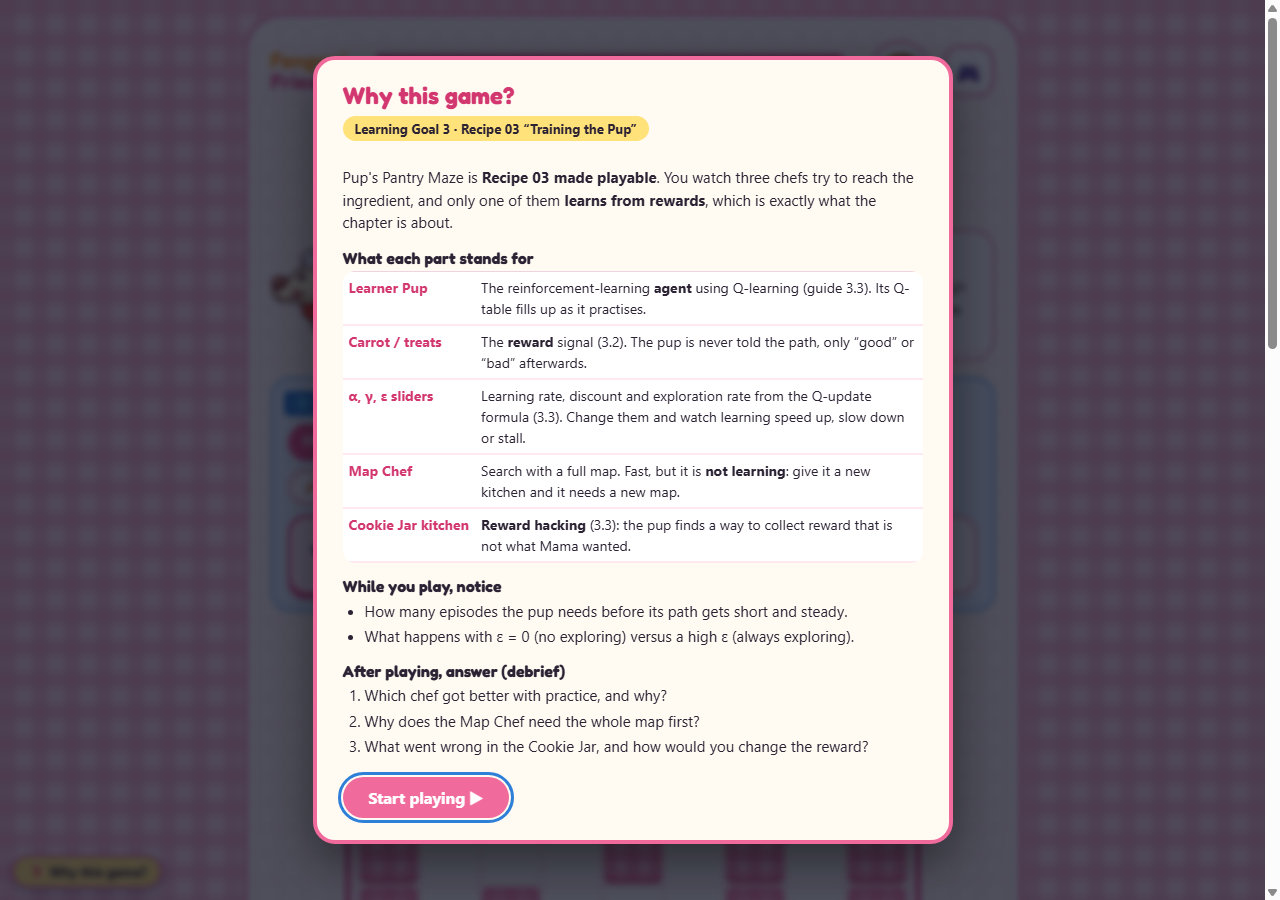 Why this game?
Learning Goal 3 · Recipe 03 “Training the Pup”
Pup's Pantry Maze is Recipe 03 made playable. You watch three chefs try to reach the
ingredient, and only one of them learns from rewards, which is exactly what the
chapter is about.
What each part stands for
Learner Pup
The reinforcement-learning agent using Q-learning (guide 3.3). Its Q-
table fills up as it practises.
Carrot / treats
The reward signal (3.2). The pup is never told the path, only “good” or
“bad” afterwards.
α, γ, ε sliders
Learning rate, discount and exploration rate from the Q-update
formula (3.3). Change them and watch learning speed up, slow down
or stall.
Map Chef
Search with a full map. Fast, but it is not learning: give it a new
kitchen and it needs a new map.
Cookie Jar kitchen
Reward hacking (3.3): the pup finds a way to collect reward that is
not what Mama wanted.
While you play, notice
• How many episodes the pup needs before its path gets short and steady.
• What happens with ε = 0 (no exploring) versus a high ε (always exploring).
After playing, answer (debrief)
1. Which chef got better with practice, and why?
2. Why does the Map Chef need the whole map first?
3. What went wrong in the Cookie Jar, and how would you change the reward?
Start playing ▶
Why this game?